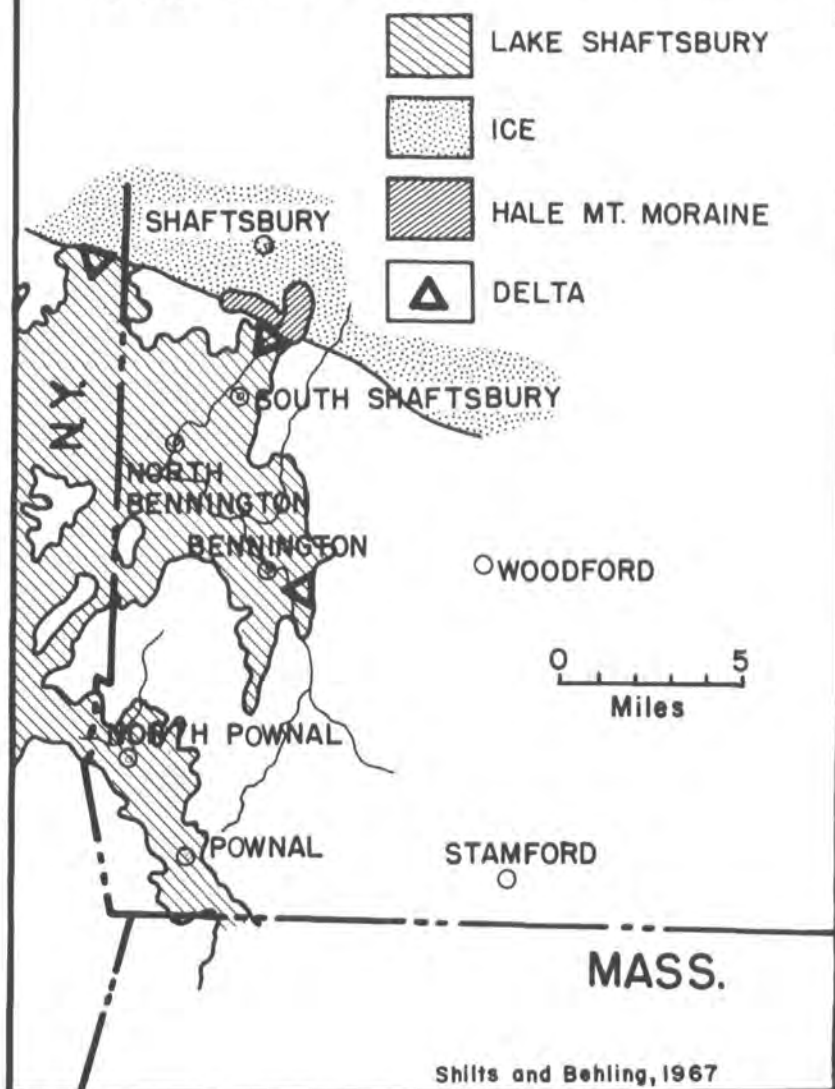 LAKE SHAFTSBURY
ICE
HALE MT. MORAINE
DELTA
SHAFTSBURY
N.Y.
SOUTH SHAFTSBURY
NORTH
BENNINGTON
BENNINGTON
WOODFORD
0 5
Miles
NORTH POWNAL
POWNAL
STAMFORD
MASS.
Shilts and Behling, 1967